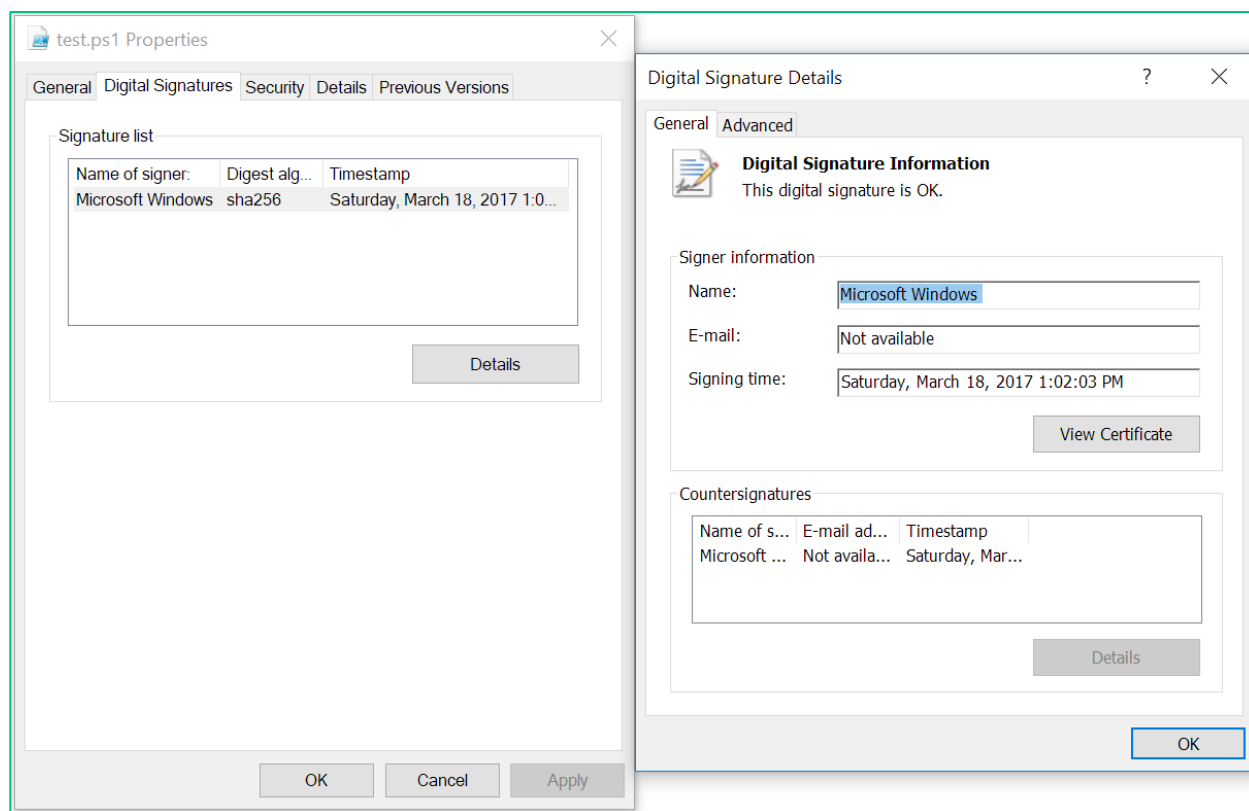 test.ps1 Properties
General Digital Signatures Security Details Previous Versions
Signature list
Name of signer: Digest alg... Timestamp
Microsoft Windows sha256 Saturday, March 18, 2017 1:0...
Details
OK Cancel Apply
Digital Signature Details ?
General Advanced
Digital Signature Information
This digital signature is OK.
Signer information
Name: Microsoft Windows
E-mail: Not available
Signing time: Saturday, March 18, 2017 1:02:03 PM
View Certificate
Countersignatures
Name of s... E-mail ad... Timestamp
Microsoft ... Not availa... Saturday, Mar...
Details
OK